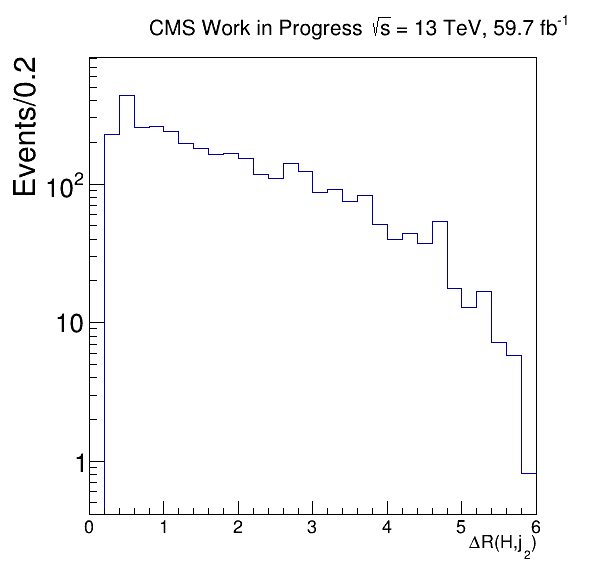 CMS Work in Progress √s = 13 TeV, 59.7 fb⁻¹
Events/0.2
10²
10
1
0 1 2 3 4 5 6
ΔR(H,j₂)